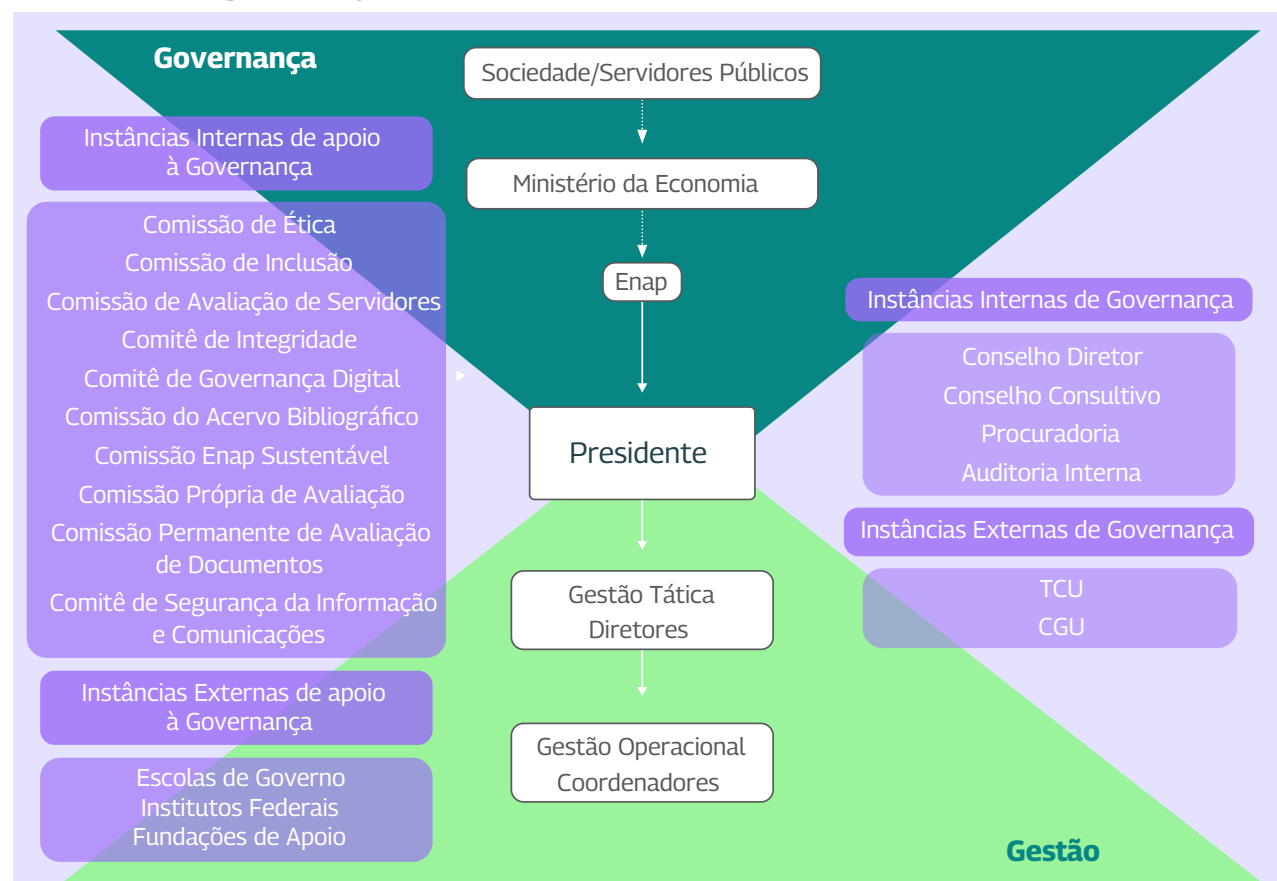 Governança
Sociedade/Servidores Públicos
Ministério da Economia
Enap
Presidente
Gestão Tática
Diretores
Gestão Operacional
Coordenadores
Gestão
Instâncias Internas de apoio
à Governança
Comissão de Ética
Comissão de Inclusão
Comissão de Avaliação de Servidores
Comitê de Integridade
Comitê de Governança Digital
Comissão do Acervo Bibliográfico
Comissão Enap Sustentável
Comissão Própria de Avaliação
Comissão Permanente de Avaliação
de Documentos
Comitê de Segurança da Informação
e Comunicações
Instâncias Externas de apoio
à Governança
Escolas de Governo
Institutos Federais
Fundações de Apoio
Instâncias Internas de Governança
Conselho Diretor
Conselho Consultivo
Procuradoria
Auditoria Interna
Instâncias Externas de Governança
TCU
CGU